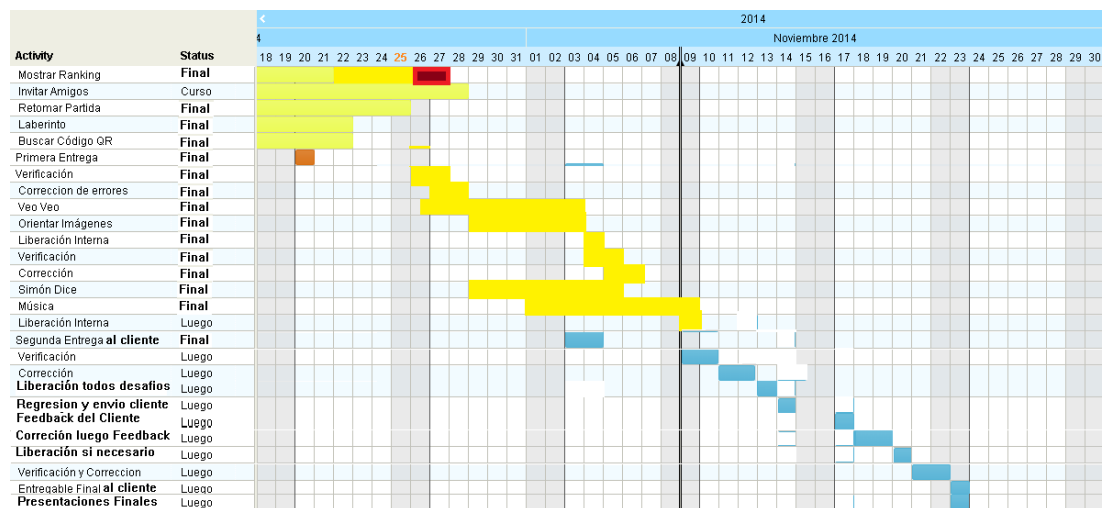 2014
4 Noviembre 2014
Activity Status 18 19 20 21 22 23 24 25 26 27 28 29 30 31 01 02 03 04 05 06 07 08 09 10 11 12 13 14 15 16 17 18 19 20 21 22 23 24 25 26 27 28 29 30
Mostrar Ranking Final
Invitar Amigos Curso
Retomar Partida Final
Laberinto Final
Buscar Código QR Final
Primera Entrega Final
Verificación Final
Correccion de errores Final
Veo Veo Final
Orientar Imágenes Final
Liberación Interna Final
Verificación Final
Corrección Final
Simón Dice Final
Música Final
Liberación Interna Luego
Segunda Entrega al cliente Final
Verificación Luego
Corrección Luego
Liberación todos desafios Luego
Regresion y envio cliente Luego
Feedback del Cliente Luego
Correción luego Feedback Luego
Liberación si necesario Luego
Verificación y Correccion Luego
Entregable Final al cliente Luego
Presentaciones Finales Luego